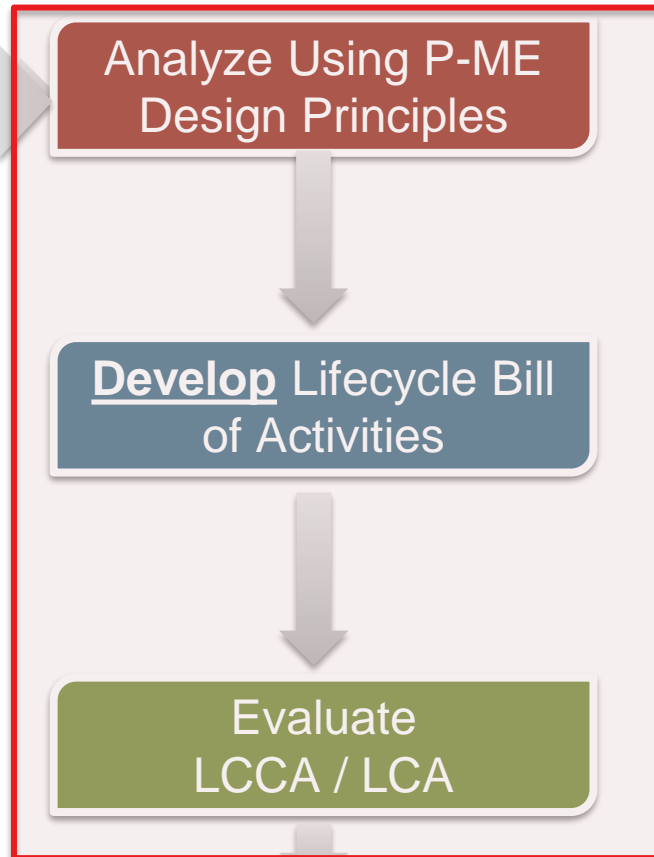 Analyze Using P-ME
Design Principles
Develop Lifecycle Bill
of Activities
Evaluate
LCCA / LCA